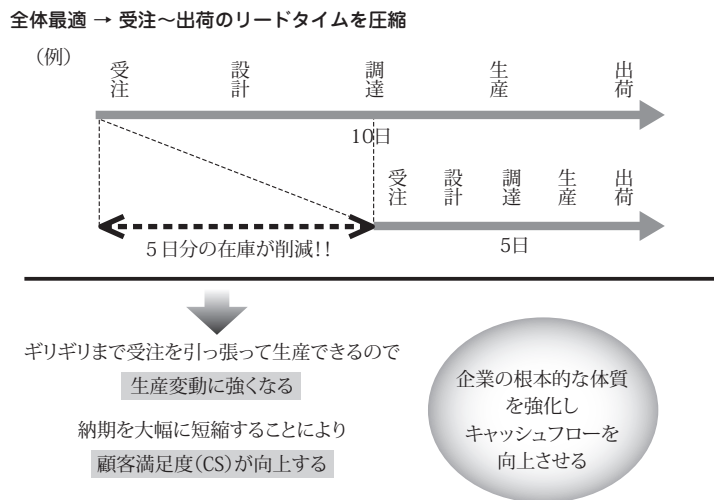 全体最適 → 受注〜出荷のリードタイムを圧縮
（例）
受注 設計 調達 生産 出荷
10日
受注 設計 調達 生産 出荷
5日分の在庫が削減!!
5日
ギリギリまで受注を引っ張って生産できるので
生産変動に強くなる
納期を大幅に短縮することにより
顧客満足度(CS)が向上する
企業の根本的な体質
を強化し
キャッシュフローを
向上させる